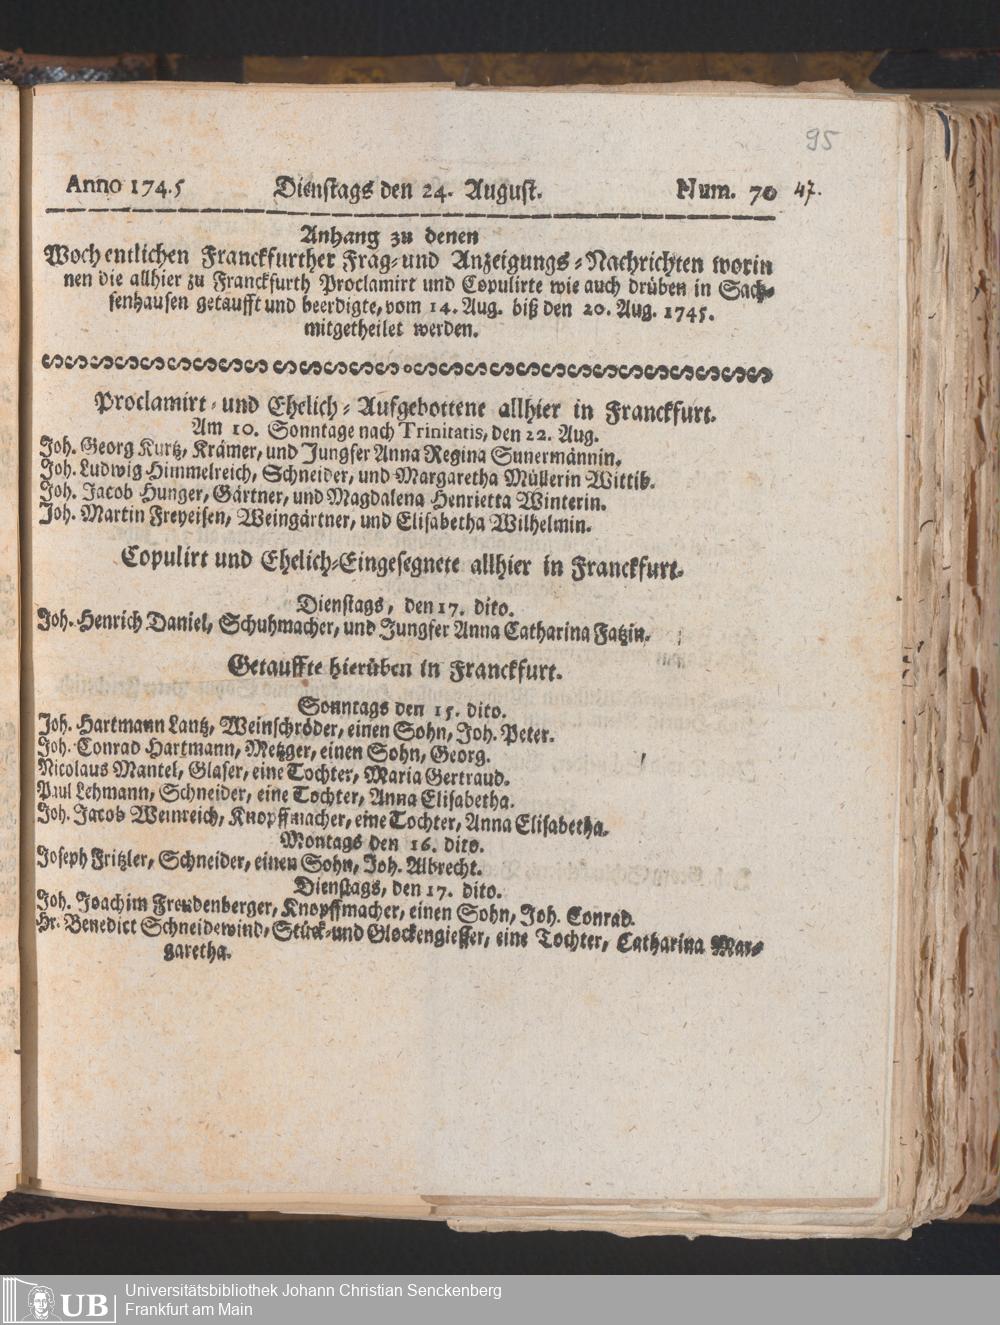 95
Anno 1745 Dienstags den 24. August. Num. 70 47.
Anhang zu denen
Wochentlichen Franckfurther Frag-und Anzeigungs-Nachrichten worin
nen die allhier zu Franckfurth Proclamirt und Copulirte wie auch drüben in Sach-
senhausen getaufft und beerdigte, vom 14. Aug. biß den 20. Aug. 1745.
mitgetheilet werden.
Proclamirt- und Ehelich-Aufgebottene allhier in Franckfurt.
Am 10. Sonntage nach Trinitatis, den 22. Aug.
Joh. Georg Kurtz, Krämer, und Jungfer Anna Regina Sunermännin.
Joh. Ludwig Himmelreich, Schneider, und Margaretha Müllerin Wittib.
Joh. Jacob Hunger, Gärtner, und Magdalena Henrietta Winterin.
Joh. Martin Freyeisen, Weingärtner, und Elisabetha Wilhelmin.
Copulirt und Ehelich-Eingesegnete allhier in Franckfurt.
Dienstags, den 17. dito.
Joh. Henrich Daniel, Schuhmacher, und Jungfer Anna Catharina Fatzin.
Getauffte hierüben in Franckfurt.
Sonntags den 15. dito.
Joh. Hartmann Lantz, Weinschröder, einen Sohn, Joh. Peter.
Joh. Conrad Hartmann, Metzger, einen Sohn, Georg.
Nicolaus Mantel, Glaser, eine Tochter, Maria Gertraud.
Paul Lehmann, Schneider, eine Tochter, Anna Elisabetha.
Joh. Jacob Weinreich, Knopffmacher, eine Tochter, Anna Elisabetha.
Montags den 16. dito.
Joseph Fritzler, Schneider, einen Sohn, Joh. Albrecht.
Dienstags, den 17. dito.
Joh. Joachim Freudenberger, Knopffmacher, einen Sohn, Joh. Conrad.
Hr. Benedict Schneidewind, Stück-und Glockengiesser, eine Tochter, Catharina Mar-
garetha.
UB Universitätsbibliothek Johann Christian Senckenberg
Frankfurt am Main